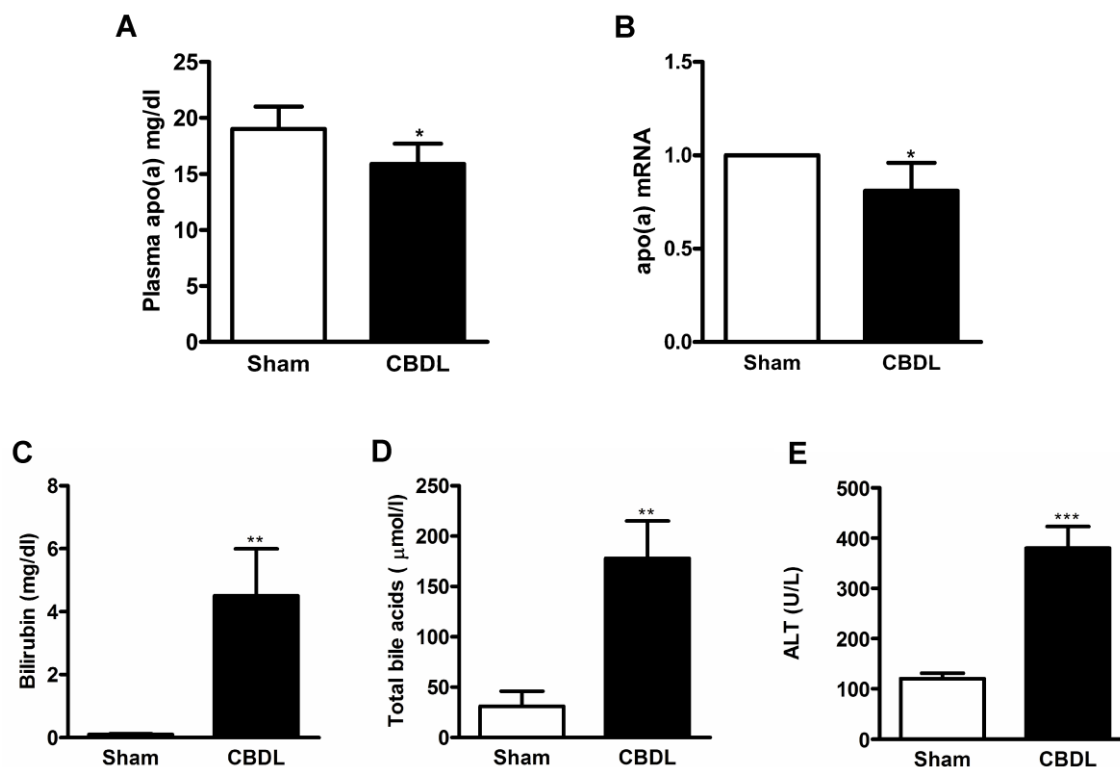 A
Plasma apo(a) mg/dl
25
20
15
10
5
0
*
Sham CBDL
B
apo(a) mRNA
1.5
1.0
0.5
0.0
*
Sham CBDL
C
Bilirubin (mg/dl)
8
6
4
2
0
**
Sham CBDL
D
Total bile acids ( μmol/l)
250
200
150
100
50
0
**
Sham CBDL
E
ALT (U/L)
500
400
300
200
100
0
***
Sham CBDL